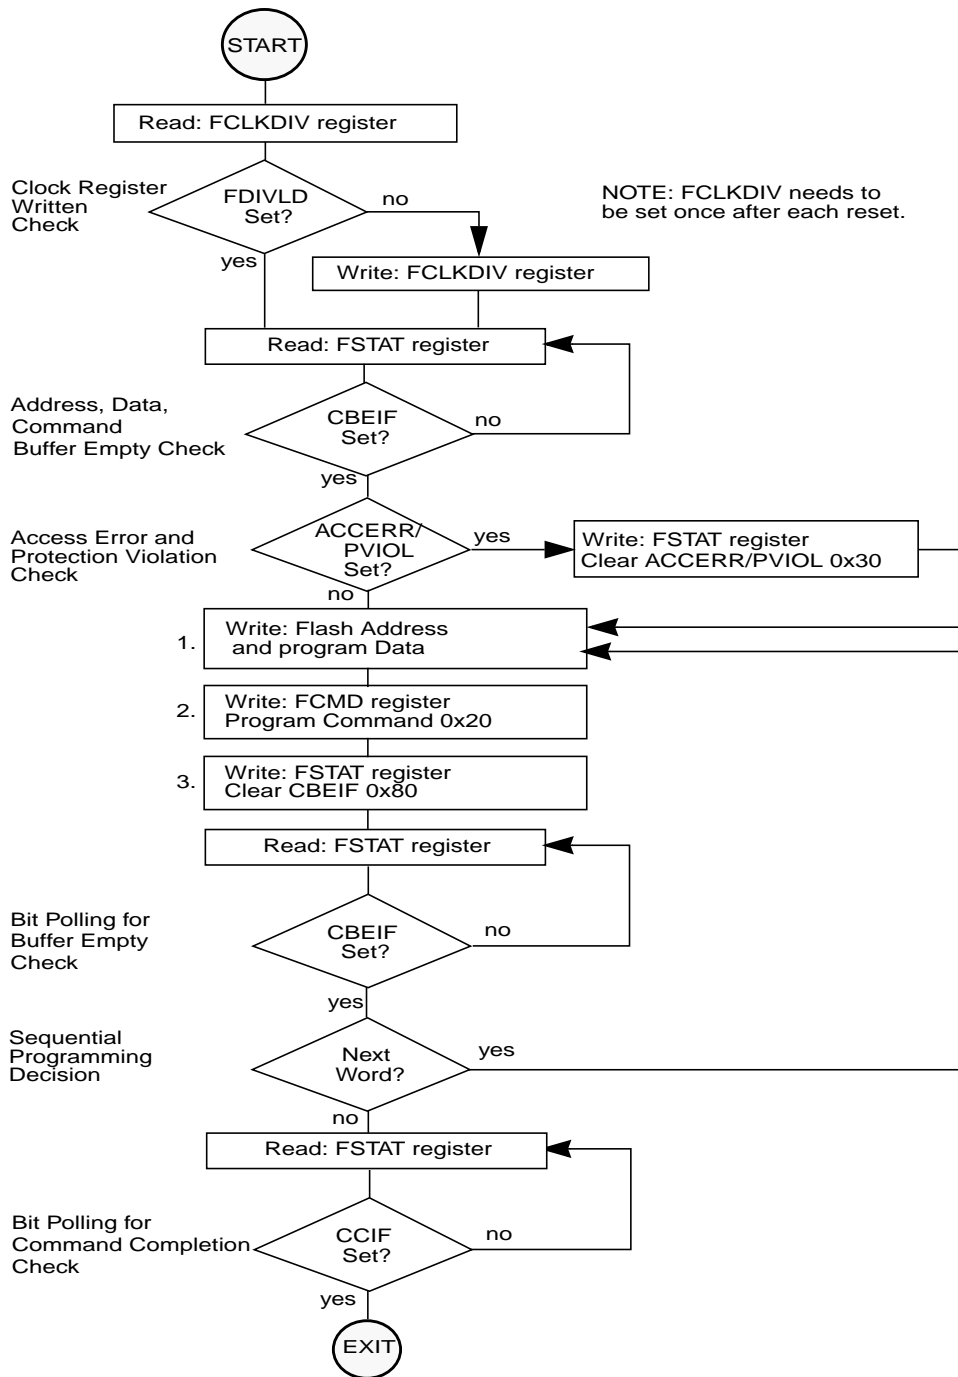 START
Read: FCLKDIV register
Clock Register
Written
Check
FDIVLD
Set?
no
yes
NOTE: FCLKDIV needs to
be set once after each reset.
Write: FCLKDIV register
Read: FSTAT register
Address, Data,
Command
Buffer Empty Check
CBEIF
Set?
no
yes
Access Error and
Protection Violation
Check
ACCERR/
PVIOL
Set?
yes
no
Write: FSTAT register
Clear ACCERR/PVIOL 0x30
1.
Write: Flash Address
and program Data
2.
Write: FCMD register
Program Command 0x20
3.
Write: FSTAT register
Clear CBEIF 0x80
Read: FSTAT register
Bit Polling for
Buffer Empty
Check
CBEIF
Set?
no
yes
Sequential
Programming
Decision
Next
Word?
yes
no
Read: FSTAT register
Bit Polling for
Command Completion
Check
CCIF
Set?
no
yes
EXIT